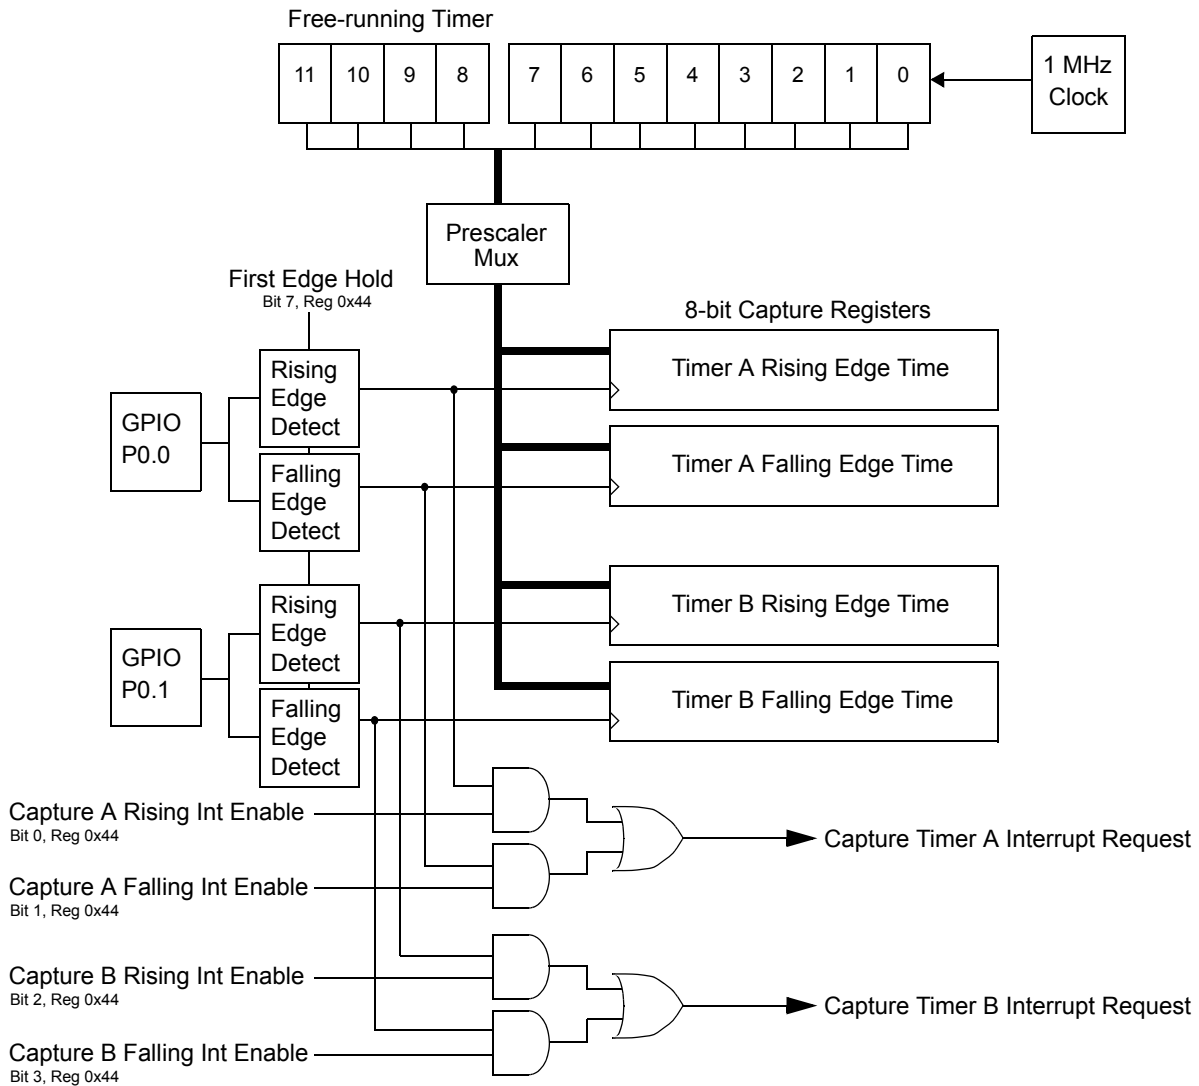 Free-running Timer
11 10 9 8 7 6 5 4 3 2 1 0
1 MHz
Clock
Prescaler
Mux
First Edge Hold
Bit 7, Reg 0x44
8-bit Capture Registers
Rising
Edge
Detect
Timer A Rising Edge Time
GPIO
P0.0
Falling
Edge
Detect
Timer A Falling Edge Time
Rising
Edge
Detect
Timer B Rising Edge Time
GPIO
P0.1
Falling
Edge
Detect
Timer B Falling Edge Time
Capture A Rising Int Enable
Bit 0, Reg 0x44
Capture Timer A Interrupt Request
Capture A Falling Int Enable
Bit 1, Reg 0x44
Capture B Rising Int Enable
Bit 2, Reg 0x44
Capture Timer B Interrupt Request
Capture B Falling Int Enable
Bit 3, Reg 0x44